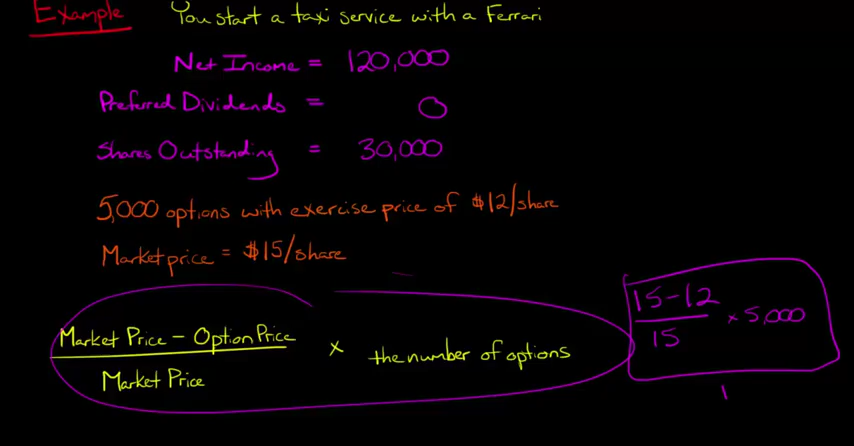 Example
You start a taxi service with a Ferrari
Net Income = 120,000
Preferred Dividends = 0
Shares Outstanding = 30,000
5,000 options with exercise price of $12/share
Market price = $15/share
Market Price - Option Price
Market Price
× the number of options
15-12
15
× 5,000